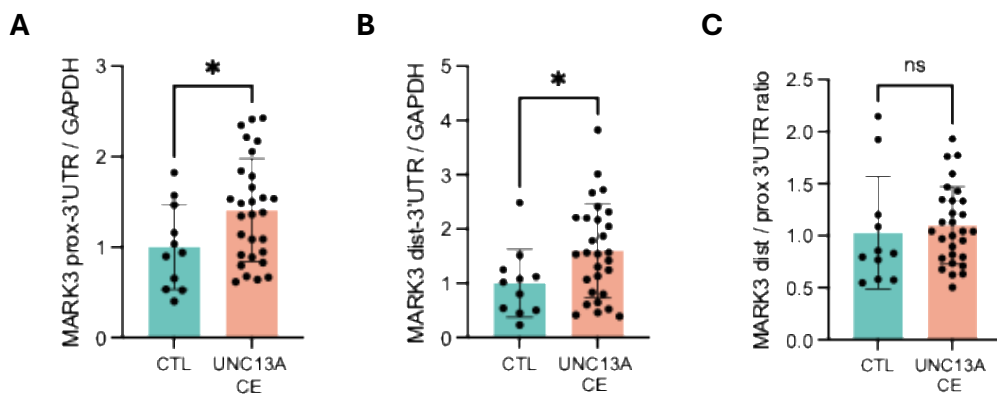 A
MARK3 prox-3'UTR / GAPDH
3
2
1
0
*
CTL
UNC13A
CE
B
MARK3 dist-3'UTR / GAPDH
5
4
3
2
1
0
*
CTL
UNC13A
CE
C
MARK3 dist / prox 3'UTR ratio
2.5
2.0
1.5
1.0
0.5
0.0
ns
CTL
UNC13A
CE